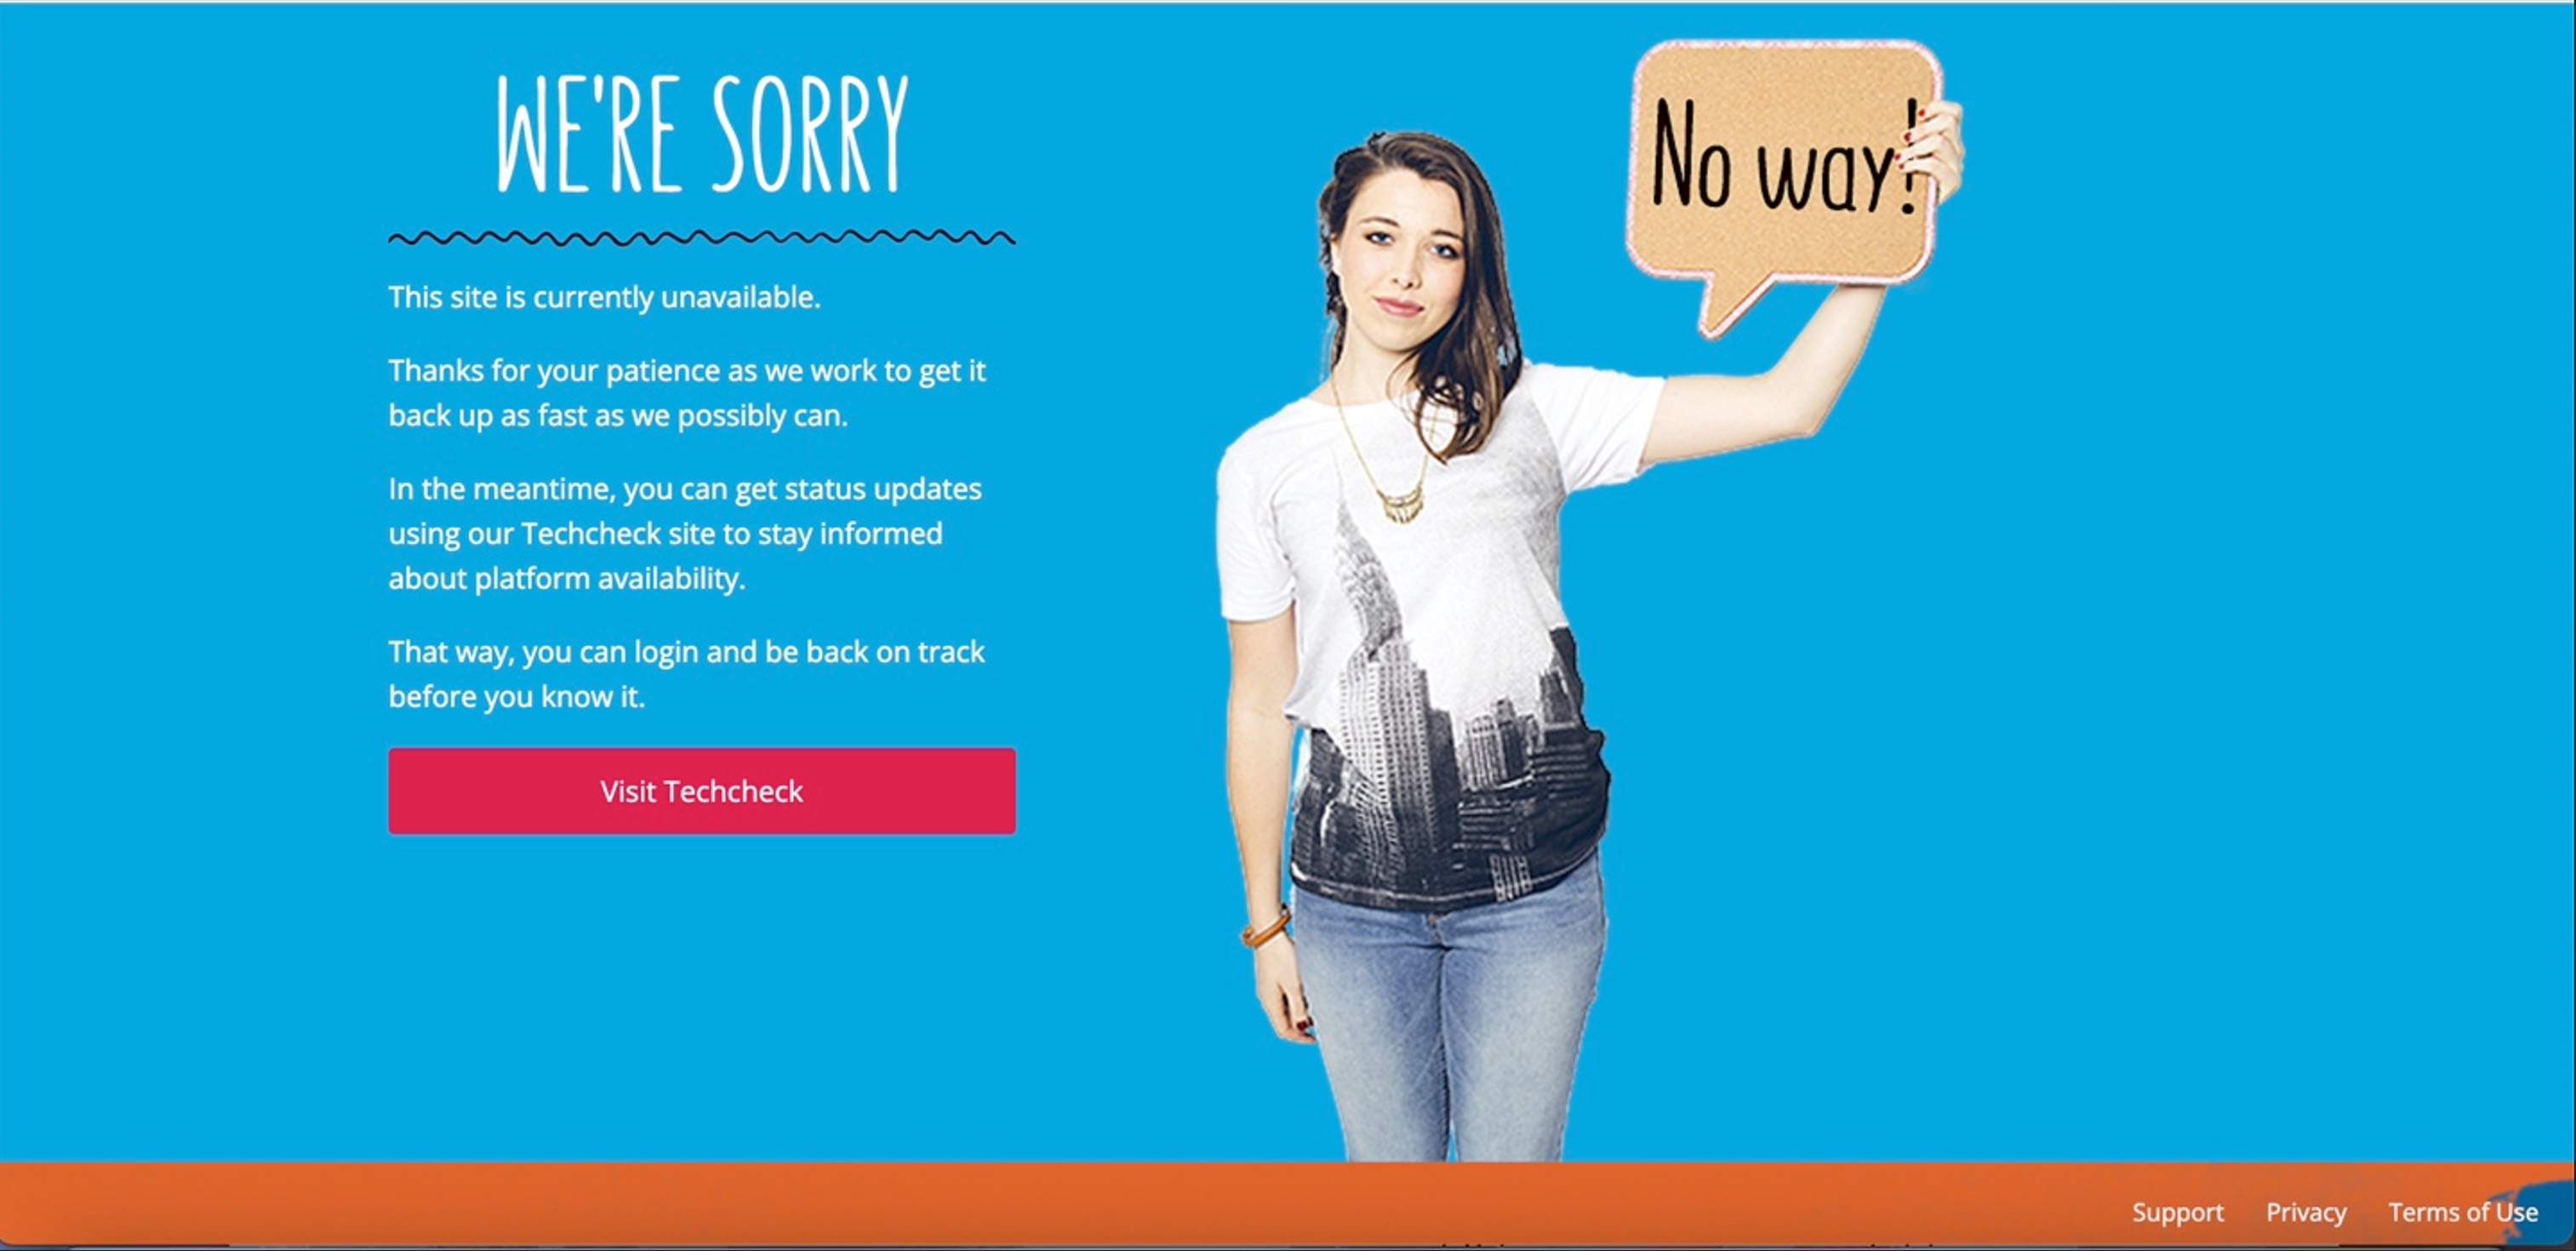 WE'RE SORRY
No way!
This site is currently unavailable.
Thanks for your patience as we work to get it
back up as fast as we possibly can.
In the meantime, you can get status updates
using our Techcheck site to stay informed
about platform availability.
That way, you can login and be back on track
before you know it.
Visit Techcheck
Support Privacy Terms of Use